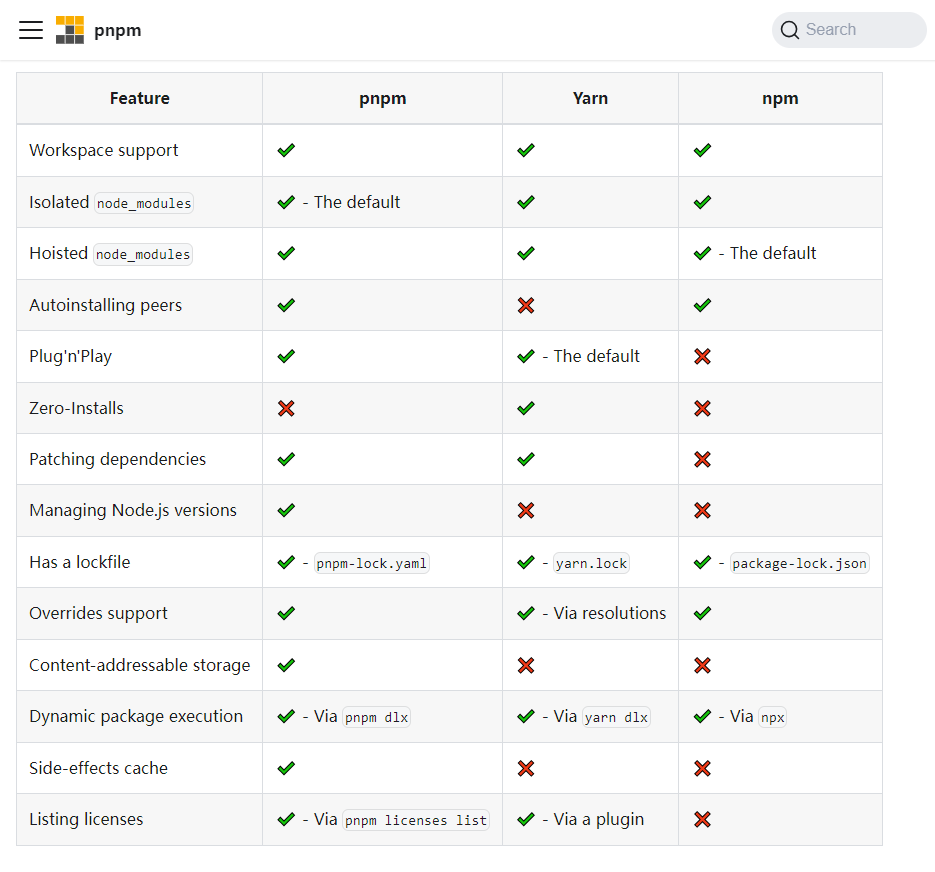 pnpm
Search
Feature pnpm Yarn npm
Workspace support ✔ ✔ ✔
Isolated node_modules ✔ - The default ✔ ✔
Hoisted node_modules ✔ ✔ ✔ - The default
Autoinstalling peers ✔ ❌ ✔
Plug'n'Play ✔ ✔ - The default ❌
Zero-Installs ❌ ✔ ❌
Patching dependencies ✔ ✔ ❌
Managing Node.js versions ✔ ❌ ❌
Has a lockfile ✔ - pnpm-lock.yaml ✔ - yarn.lock ✔ - package-lock.json
Overrides support ✔ ✔ - Via resolutions ✔
Content-addressable storage ✔ ❌ ❌
Dynamic package execution ✔ - Via pnpm dlx ✔ - Via yarn dlx ✔ - Via npx
Side-effects cache ✔ ❌ ❌
Listing licenses ✔ - Via pnpm licenses list ✔ - Via a plugin ❌